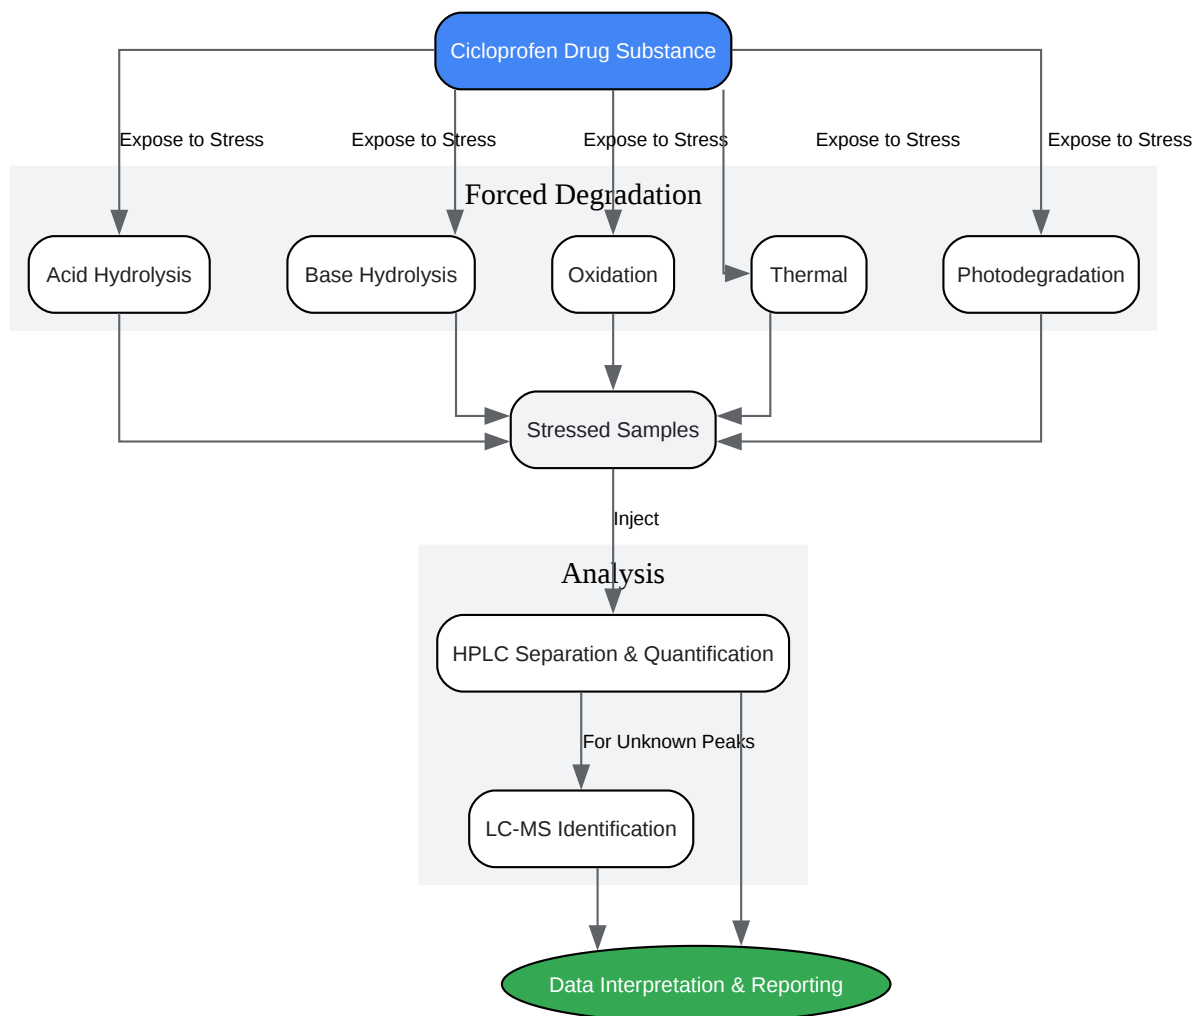 Cicloprofen Drug Substance
Expose to Stress
Expose to Stress
Expose to Stress
Expose to Stress
Expose to Stress
Forced Degradation
Acid Hydrolysis
Base Hydrolysis
Oxidation
Thermal
Photodegradation
Stressed Samples
Inject
Analysis
HPLC Separation & Quantification
For Unknown Peaks
LC-MS Identification
Data Interpretation & Reporting